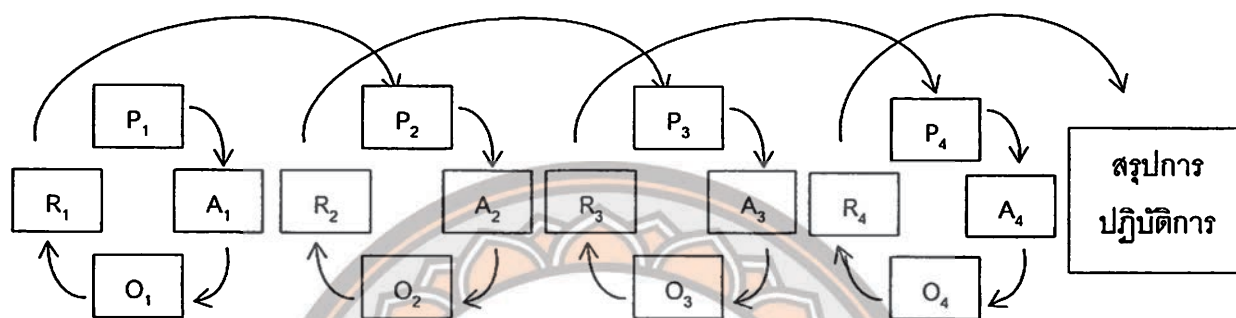 P₁
P₂
P₃
P₄
R₁
A₁
R₂
A₂
R₃
A₃
R₄
A₄
สรุปการ
ปฏิบัติการ
O₁
O₂
O₃
O₄